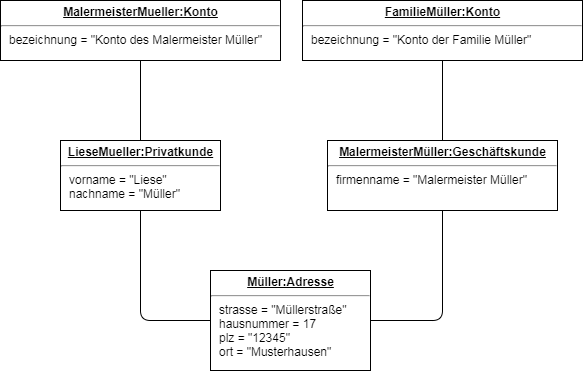 MalermeisterMueller:Konto
bezeichnung = "Konto des Malermeister Müller"
FamilieMüller:Konto
bezeichnung = "Konto der Familie Müller"
LieseMueller:Privatkunde
vorname = "Liese"
nachname = "Müller"
MalermeisterMüller:Geschäftskunde
firmenname = "Malermeister Müller"
Müller:Adresse
strasse = "Müllerstraße"
hausnummer = 17
plz = "12345"
ort = "Musterhausen"